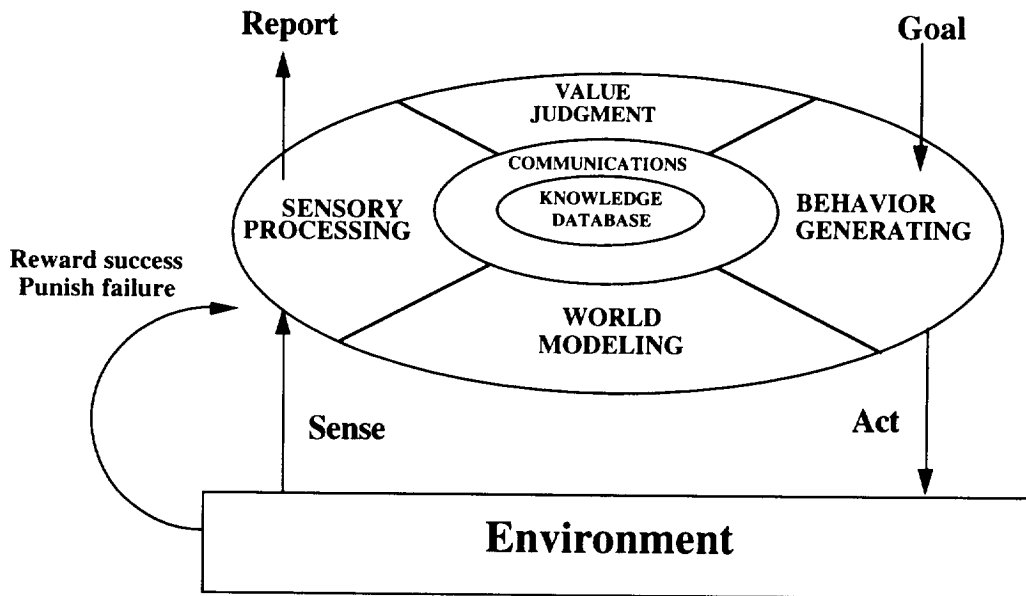 Report
Goal
VALUE
JUDGMENT
COMMUNICATIONS
KNOWLEDGE
DATABASE
SENSORY
PROCESSING
BEHAVIOR
GENERATING
Reward success
Punish failure
WORLD
MODELING
Sense
Act
Environment